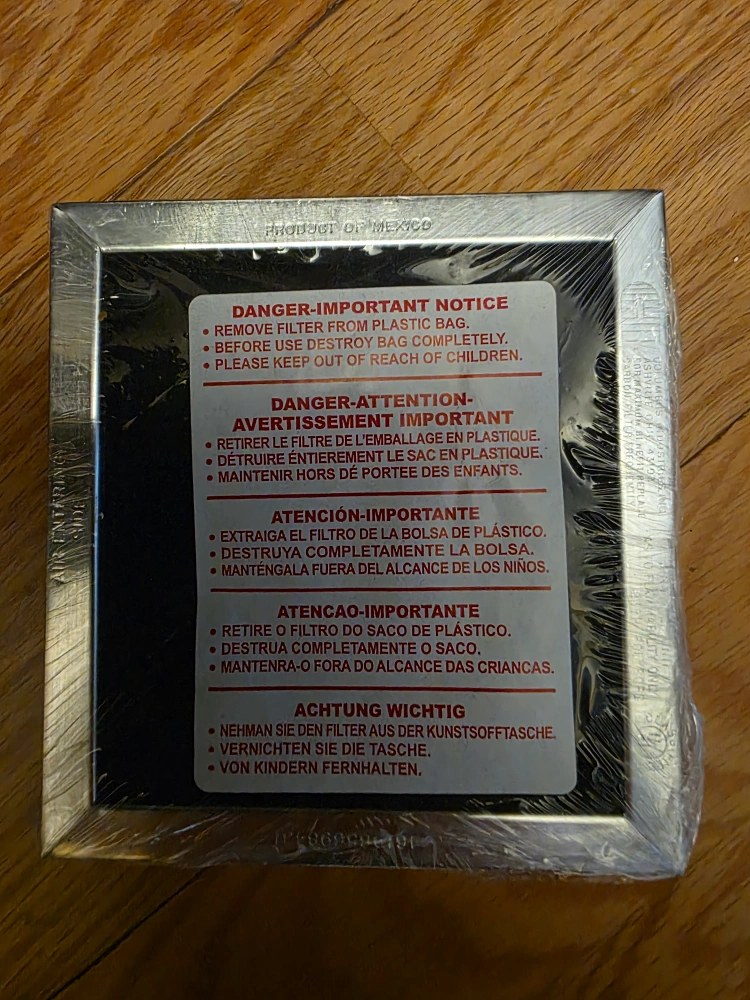 PRODUCT OF MEXICO
DANGER-IMPORTANT NOTICE
• REMOVE FILTER FROM PLASTIC BAG.
• BEFORE USE DESTROY BAG COMPLETELY.
• PLEASE KEEP OUT OF REACH OF CHILDREN.
DANGER-ATTENTION-
AVERTISSEMENT IMPORTANT
• RETIRER LE FILTRE DE L'EMBALLAGE EN PLASTIQUE.
• DÉTRUIRE ÉNTIEREMENT LE SAC EN PLASTIQUE.
• MAINTENIR HORS DÉ PORTEE DES ENFANTS.
ATENCIÓN-IMPORTANTE
• EXTRAIGA EL FILTRO DE LA BOLSA DE PLÁSTICO.
• DESTRUYA COMPLETAMENTE LA BOLSA.
• MANTÉNGALA FUERA DEL ALCANCE DE LOS NIÑOS.
ATENCAO-IMPORTANTE
• RETIRE O FILTRO DO SACO DE PLÁSTICO.
• DESTRUA COMPLETAMENTE O SACO.
• MANTENRA-O FORA DO ALCANCE DAS CRIANCAS.
ACHTUNG WICHTIG
• NEHMAN SIE DEN FILTER AUS DER KUNSTSOFFTASCHE.
• VERNICHTEN SIE DIE TASCHE.
• VON KINDERN FERNHALTEN.
AIR ENTERING
SIDE